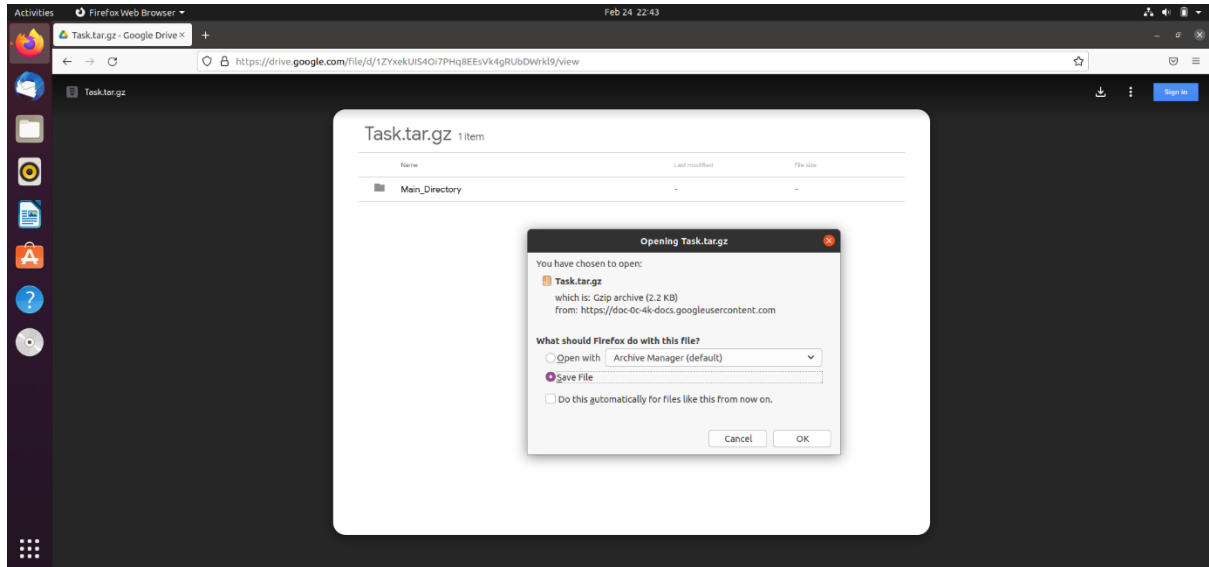 Activities Firefox Web Browser Feb 24 22:43
Task.tar.gz - Google Drive
https://drive.google.com/file/d/1ZYxekUIS4Oi7PHq8EEsVk4gRUbDWrkl9/view
Task.tar.gz Sign in
Task.tar.gz 1 item
Name Last modified File size
Main_Directory - -
Opening Task.tar.gz
You have chosen to open:
Task.tar.gz
which is: Gzip archive (2.2 KB)
from: https://doc-0c-4k-docs.googleusercontent.com
What should Firefox do with this file?
Open with Archive Manager (default)
Save File
Do this automatically for files like this from now on.
Cancel OK